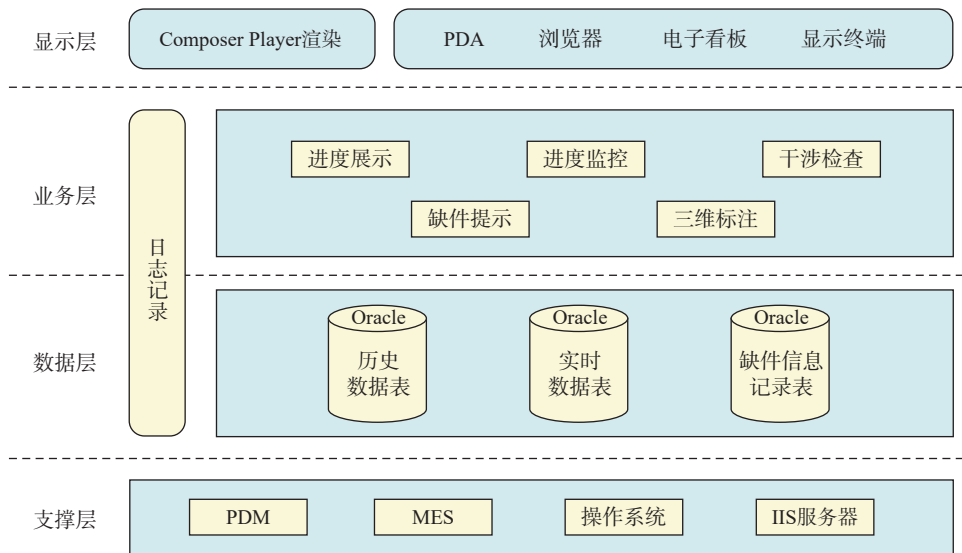 显示层
Composer Player渲染
PDA 浏览器 电子看板 显示终端
业务层
日志记录
进度展示 进度监控 干涉检查
缺件提示 三维标注
数据层
Oracle
历史
数据表
Oracle
实时
数据表
Oracle
缺件信息
记录表
支撑层
PDM MES 操作系统 IIS服务器